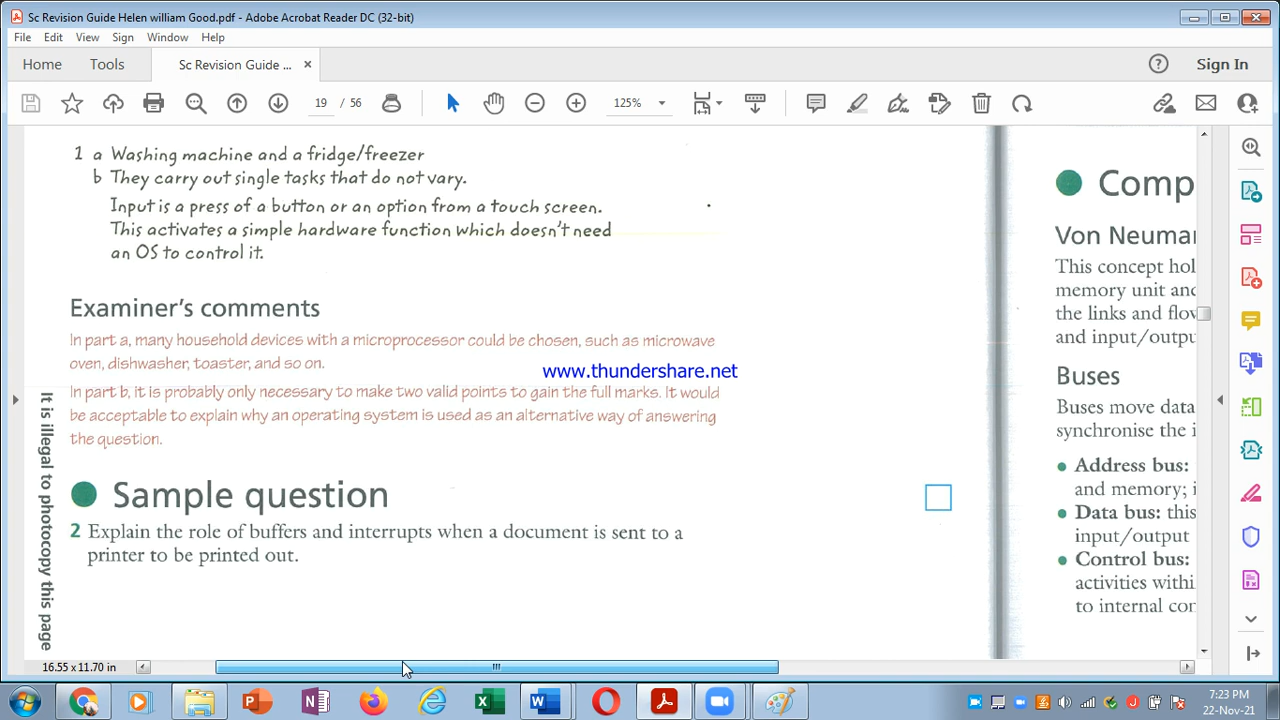 Sc Revision Guide Helen william Good.pdf - Adobe Acrobat Reader DC (32-bit)
File Edit View Sign Window Help
Home Tools Sc Revision Guide ... × Sign In
19 / 56 125%
1 a Washing machine and a fridge/freezer
b They carry out single tasks that do not vary.
Input is a press of a button or an option from a touch screen.
This activates a simple hardware function which doesn't need
an OS to control it.
Examiner's comments
In part a, many household devices with a microprocessor could be chosen, such as microwave
oven, dishwasher, toaster, and so on.
www.thundershare.net
In part b, it is probably only necessary to make two valid points to gain the full marks. It would
be acceptable to explain why an operating system is used as an alternative way of answering
the question.
It is illegal to photocopy this page
Sample question
2 Explain the role of buffers and interrupts when a document is sent to a
printer to be printed out.
Comp
Von Neuma
This concept hol
memory unit and
the links and flow
and input/outpu
Buses
Buses move data
synchronise the i
• Address bus:
and memory; i
• Data bus: this
input/output
• Control bus:
activities withi
to internal con
16.55 x 11.70 in
7:23 PM
22-Nov-21